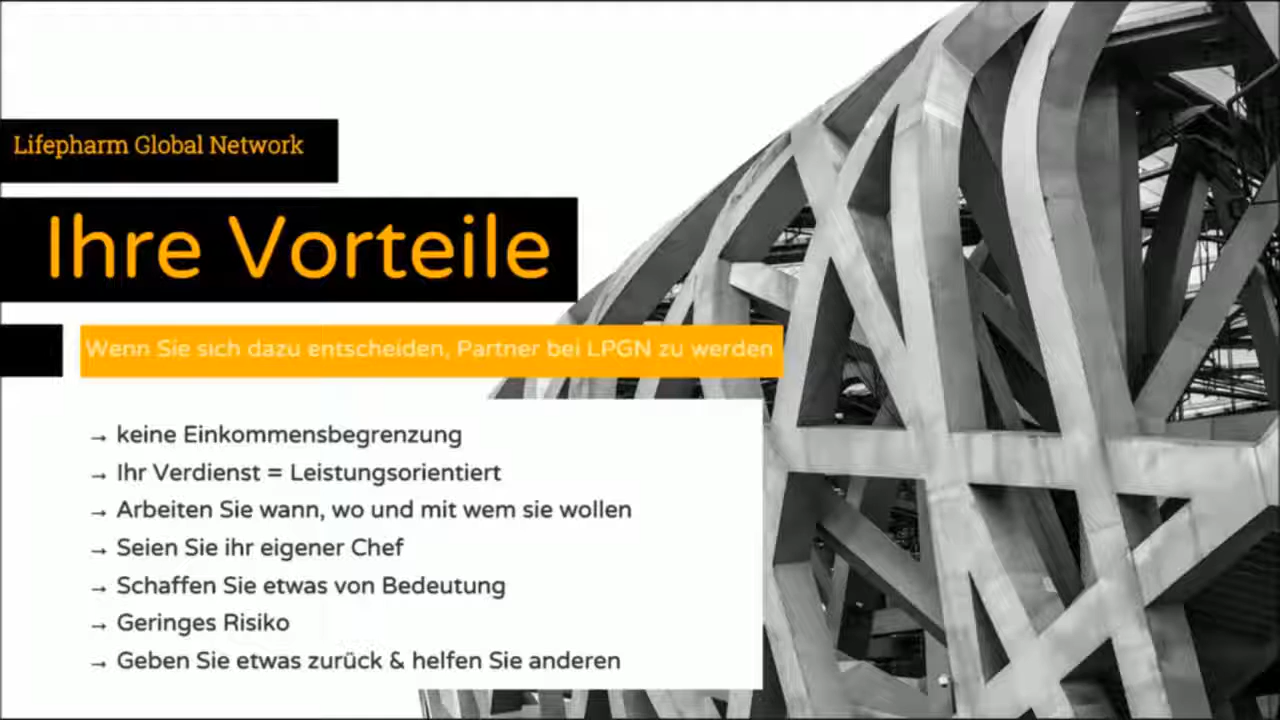 Lifepharm Global Network
Ihre Vorteile
Wenn Sie sich dazu entscheiden, Partner bei LPGN zu werden
→ keine Einkommensbegrenzung
→ Ihr Verdienst = Leistungsorientiert
→ Arbeiten Sie wann, wo und mit wem sie wollen
→ Seien Sie ihr eigener Chef
→ Schaffen Sie etwas von Bedeutung
→ Geringes Risiko
→ Geben Sie etwas zurück & helfen Sie anderen